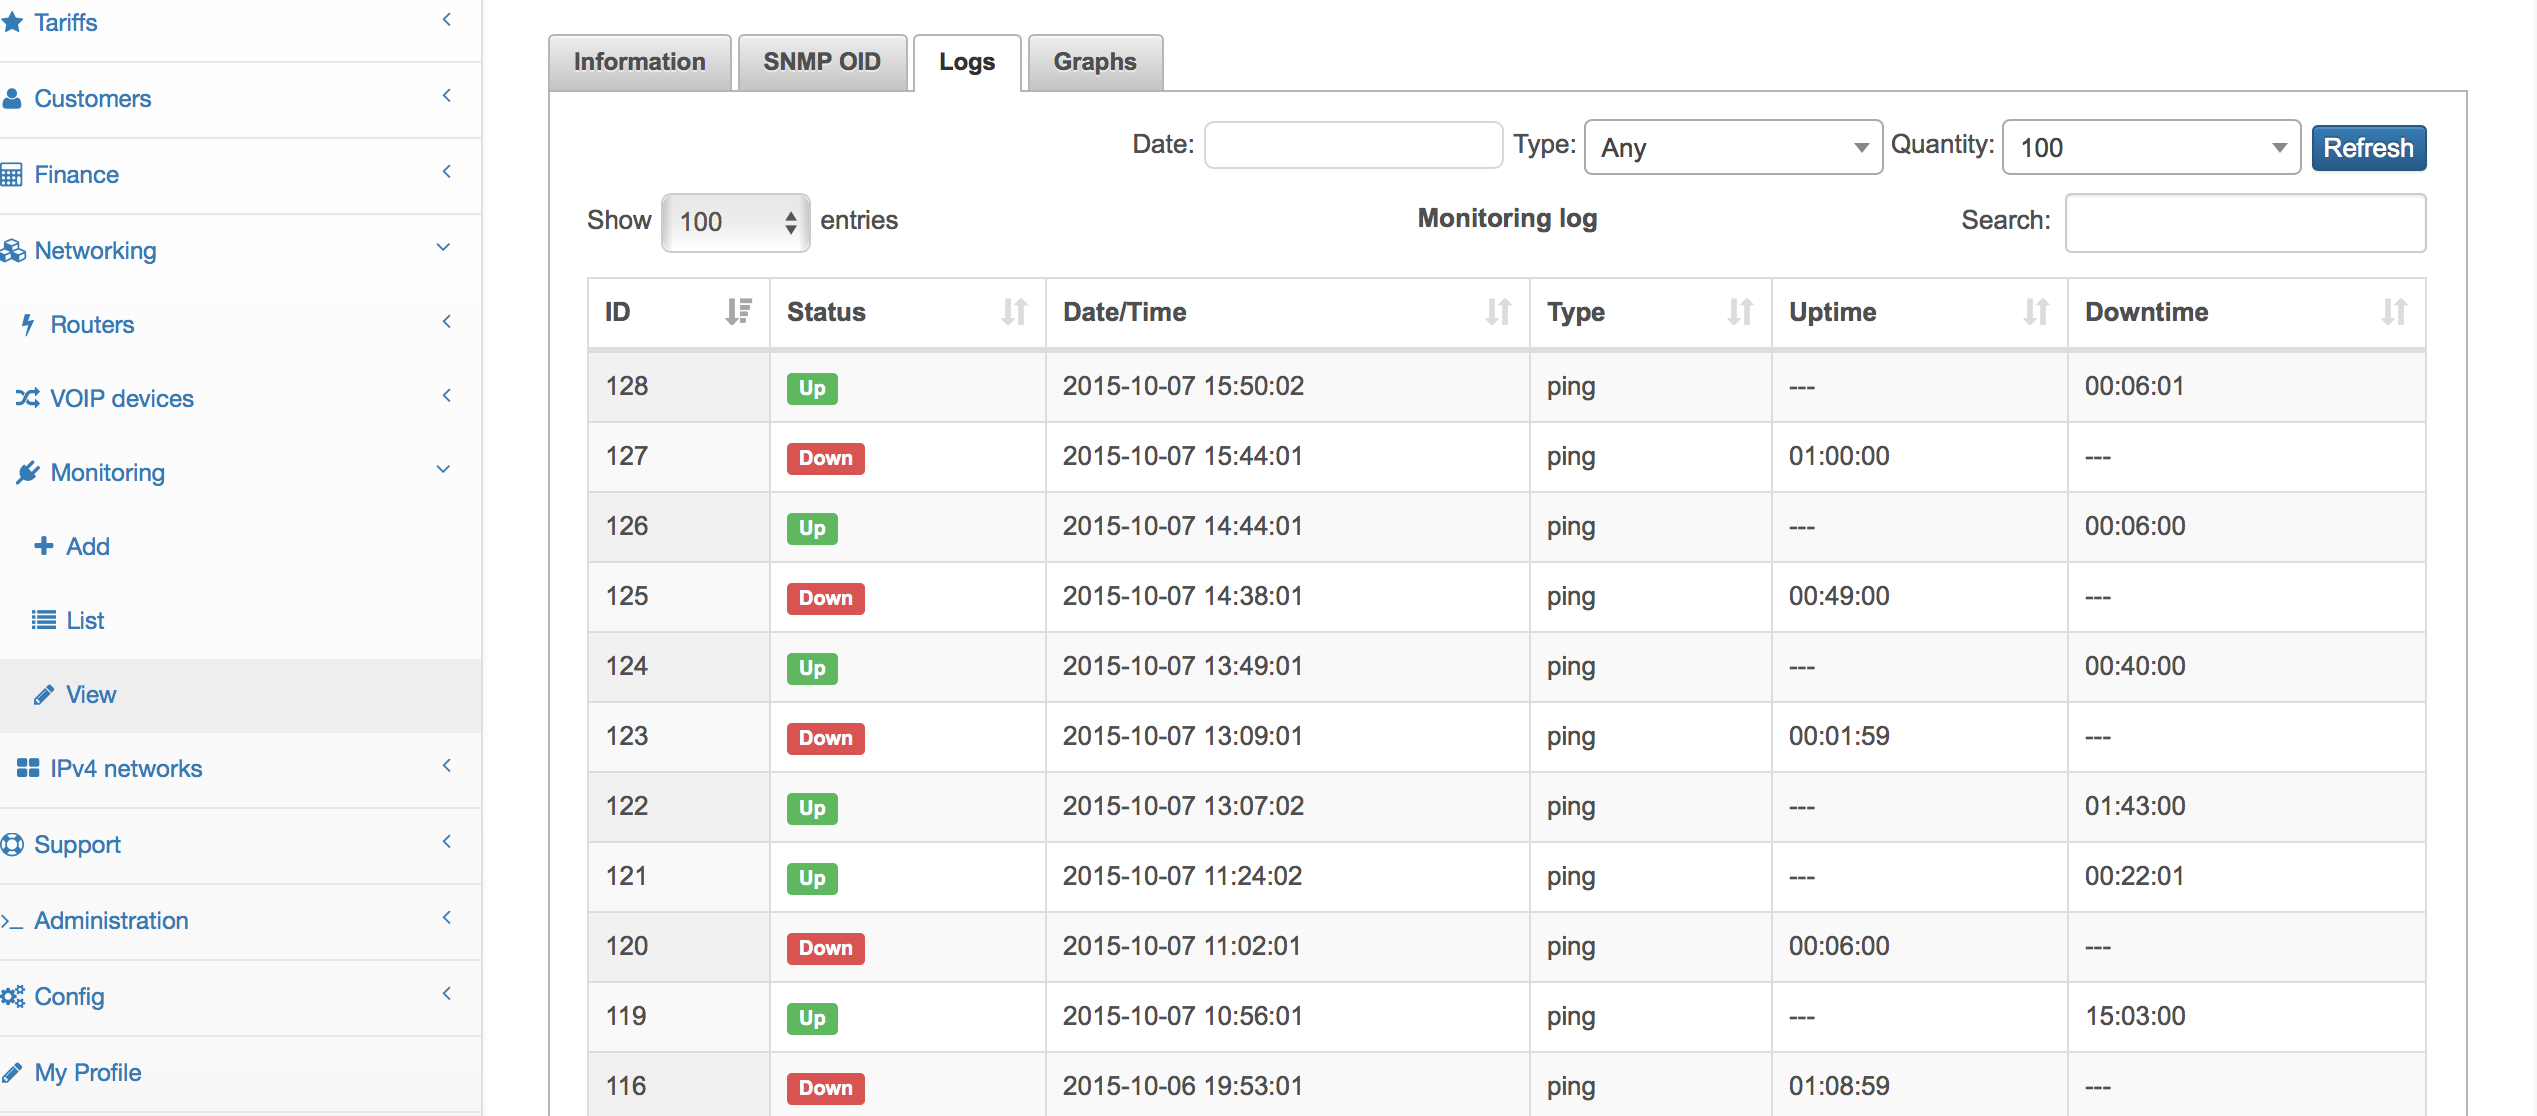 Tariffs
Customers
Finance
Networking
Routers
VOIP devices
Monitoring
Add
List
View
IPv4 networks
Support
Administration
Config
My Profile
Information SNMP OID Logs Graphs
Date: Type: Any Quantity: 100 Refresh
Show 100 entries Monitoring log Search:
ID Status Date/Time Type Uptime Downtime
128 Up 2015-10-07 15:50:02 ping --- 00:06:01
127 Down 2015-10-07 15:44:01 ping 01:00:00 ---
126 Up 2015-10-07 14:44:01 ping --- 00:06:00
125 Down 2015-10-07 14:38:01 ping 00:49:00 ---
124 Up 2015-10-07 13:49:01 ping --- 00:40:00
123 Down 2015-10-07 13:09:01 ping 00:01:59 ---
122 Up 2015-10-07 13:07:02 ping --- 01:43:00
121 Up 2015-10-07 11:24:02 ping --- 00:22:01
120 Down 2015-10-07 11:02:01 ping 00:06:00 ---
119 Up 2015-10-07 10:56:01 ping --- 15:03:00
116 Down 2015-10-06 19:53:01 ping 01:08:59 ---